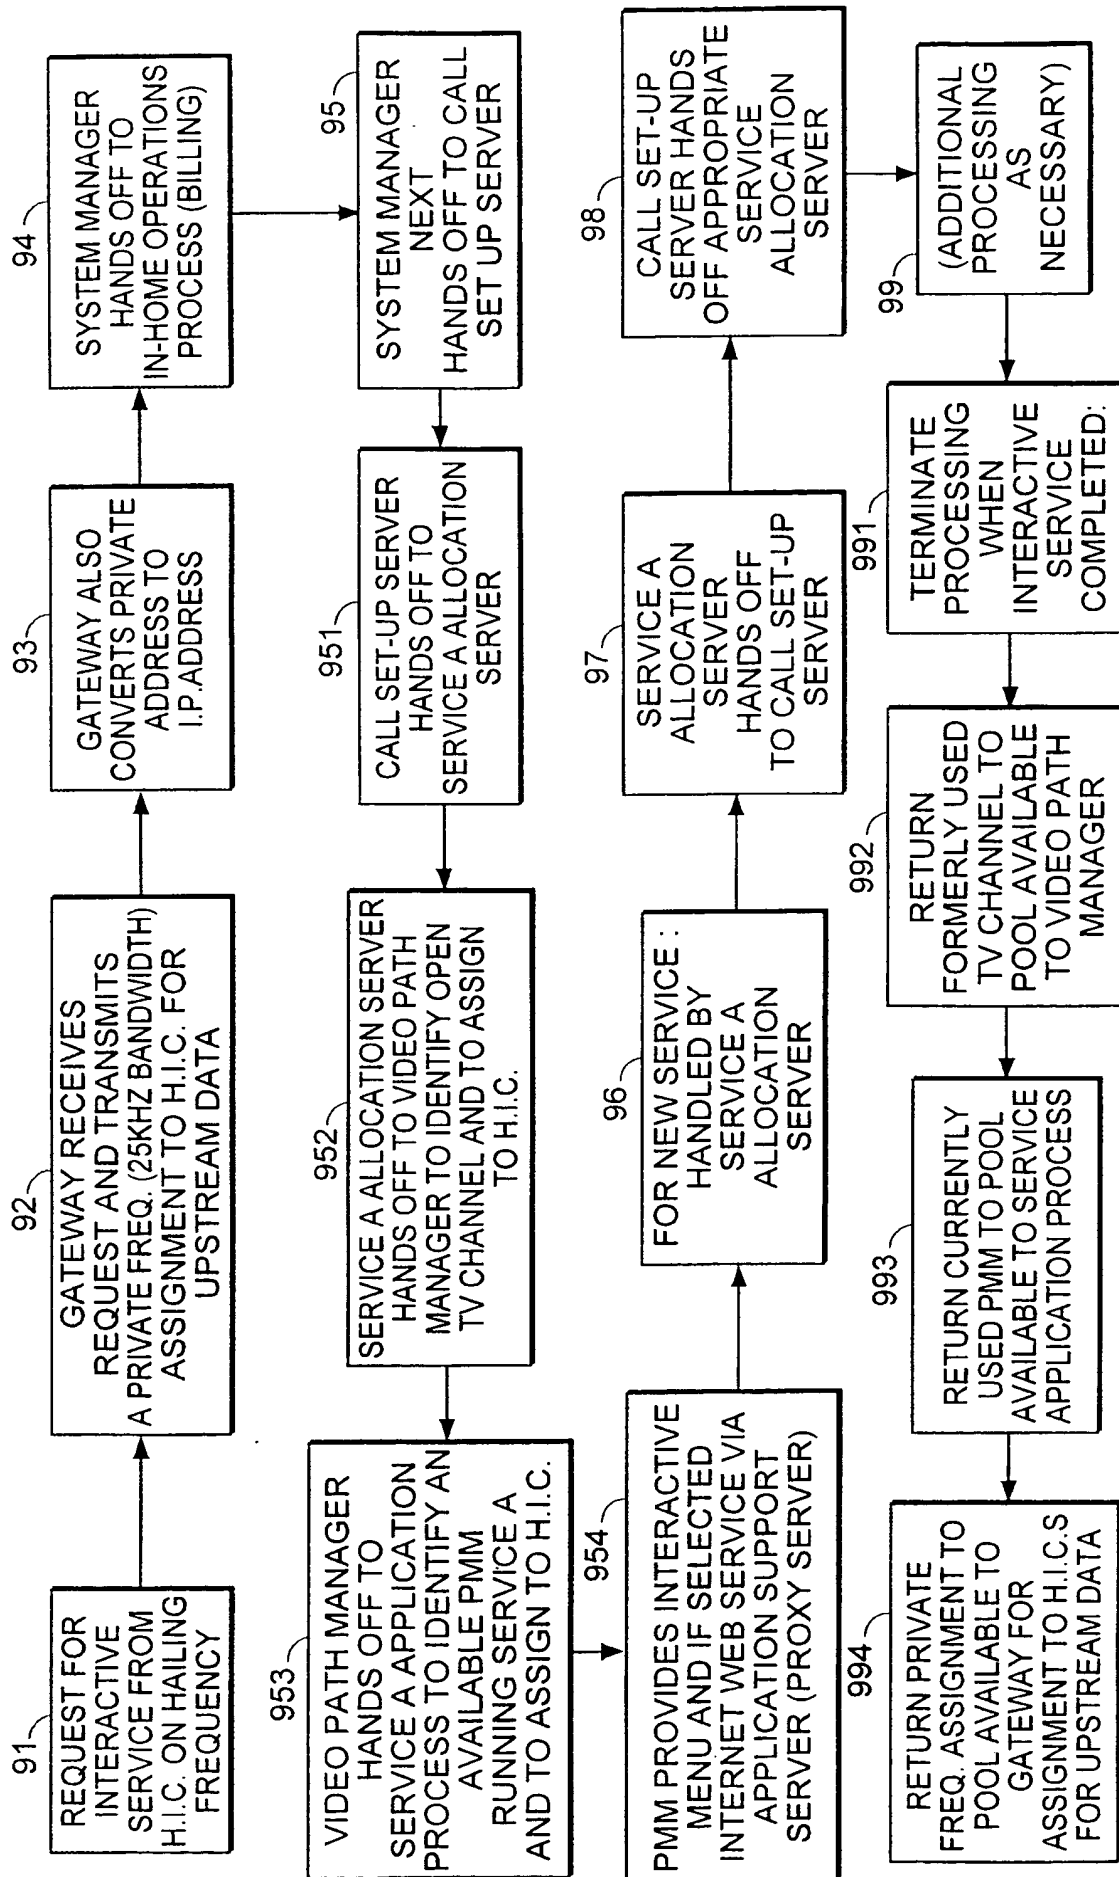 91
REQUEST FOR
INTERACTIVE
SERVICE FROM
H.I.C. ON HAILING
FREQUENCY
92
GATEWAY RECEIVES
REQUEST AND TRANSMITS
A PRIVATE FREQ. (25KHZ BANDWIDTH)
ASSIGNMENT TO H.I.C. FOR
UPSTREAM DATA
93
GATEWAY ALSO
CONVERTS PRIVATE
ADDRESS TO
I.P.ADDRESS
94
SYSTEM MANAGER
HANDS OFF TO
IN-HOME OPERATIONS
PROCESS (BILLING)
95
SYSTEM MANAGER
NEXT
HANDS OFF TO CALL
SET UP SERVER
951
CALL SET-UP SERVER
HANDS OFF TO
SERVICE A ALLOCATION
SERVER
952
SERVICE A ALLOCATION SERVER
HANDS OFF TO VIDEO PATH
MANAGER TO IDENTIFY OPEN
TV CHANNEL AND TO ASSIGN
TO H.I.C.
953
VIDEO PATH MANAGER
HANDS OFF TO
SERVICE A APPLICATION
PROCESS TO IDENTIFY AN
AVAILABLE PMM
RUNNING SERVICE A
AND TO ASSIGN TO H.I.C.
954
PMM PROVIDES INTERACTIVE
MENU AND IF SELECTED
INTERNET WEB SERVICE VIA
APPLICATION SUPPORT
SERVER (PROXY SERVER)
96
FOR NEW SERVICE :
HANDLED BY
SERVICE A
ALLOCATION
SERVER
97
SERVICE A
ALLOCATION
SERVER
HANDS OFF
TO CALL SET-UP
SERVER
98
CALL SET-UP
SERVER HANDS
OFF APPROPRIATE
SERVICE
ALLOCATION
SERVER
99
(ADDITIONAL
PROCESSING
AS
NECESSARY)
991
TERMINATE
PROCESSING
WHEN
INTERACTIVE
SERVICE
COMPLETED:
992
RETURN
FORMERLY USED
TV CHANNEL TO
POOL AVAILABLE
TO VIDEO PATH
MANAGER
993
RETURN CURRENTLY
USED PMM TO POOL
AVAILABLE TO SERVICE
APPLICATION PROCESS
994
RETURN PRIVATE
FREQ. ASSIGNMENT TO
POOL AVAILABLE TO
GATEWAY FOR
ASSIGNMENT TO H.I.C.S
FOR UPSTREAM DATA